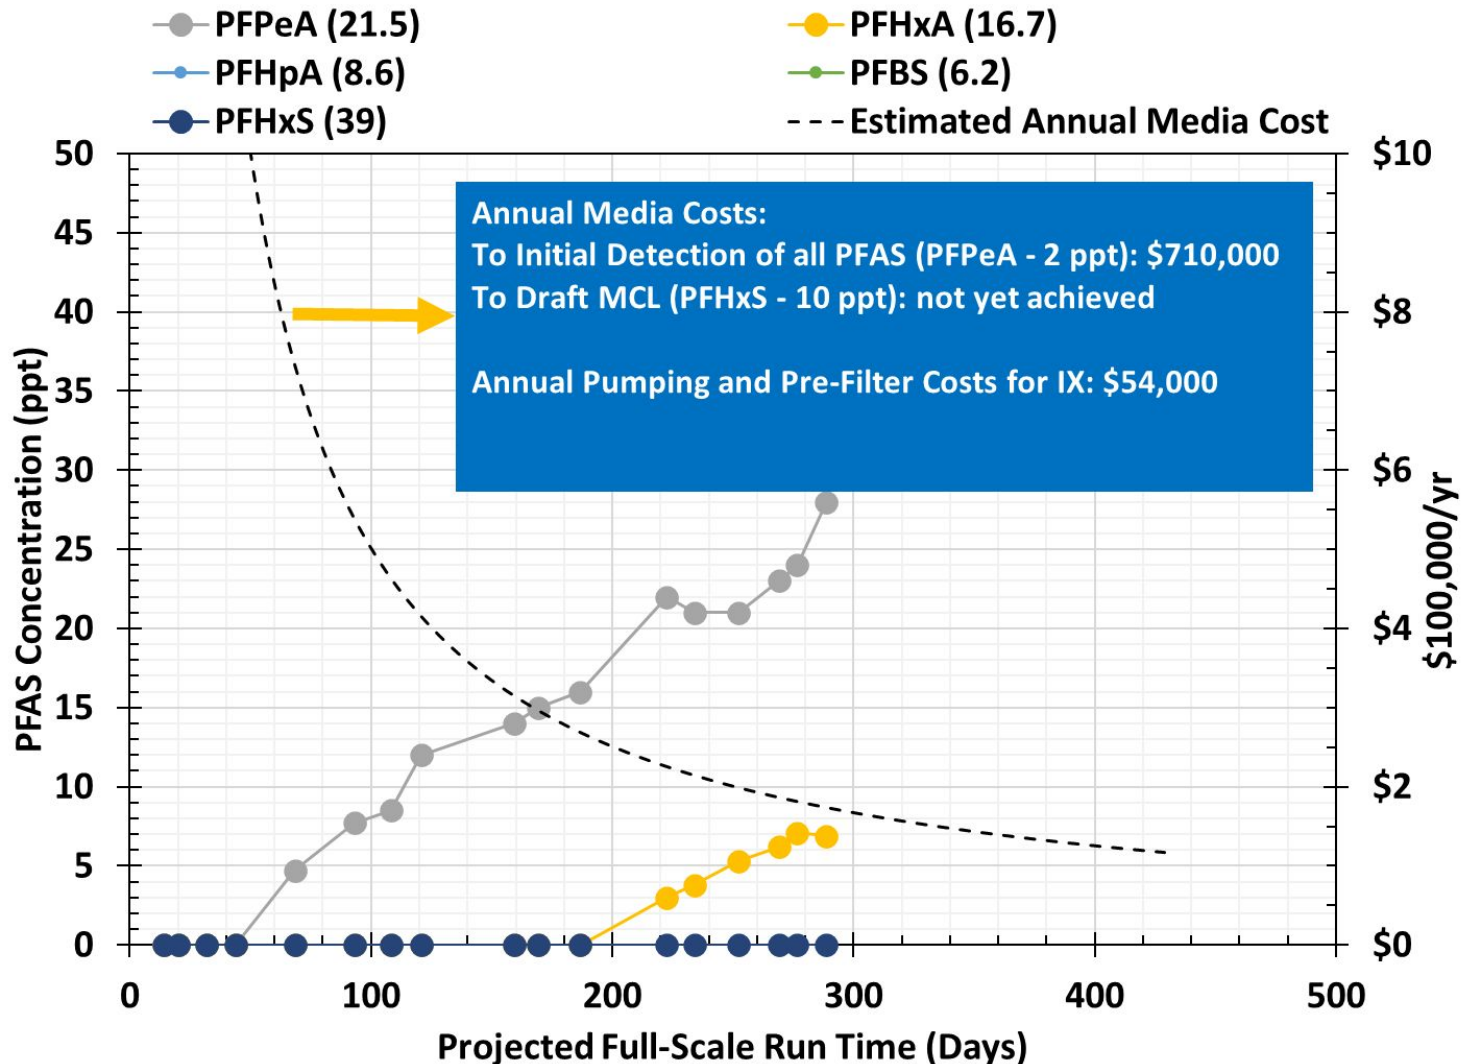 PFPeA (21.5)
PFHxA (16.7)
PFHpA (8.6)
PFBS (6.2)
PFHxS (39)
Estimated Annual Media Cost
50
45
40
35
30
25
20
15
10
5
0
PFAS Concentration (ppt)
Annual Media Costs:
To Initial Detection of all PFAS (PFPeA - 2 ppt): $710,000
To Draft MCL (PFHxS - 10 ppt): not yet achieved
Annual Pumping and Pre-Filter Costs for IX: $54,000
$10
$8
$6
$4
$2
$0
$100,000/yr
0
100
200
300
400
500
Projected Full-Scale Run Time (Days)